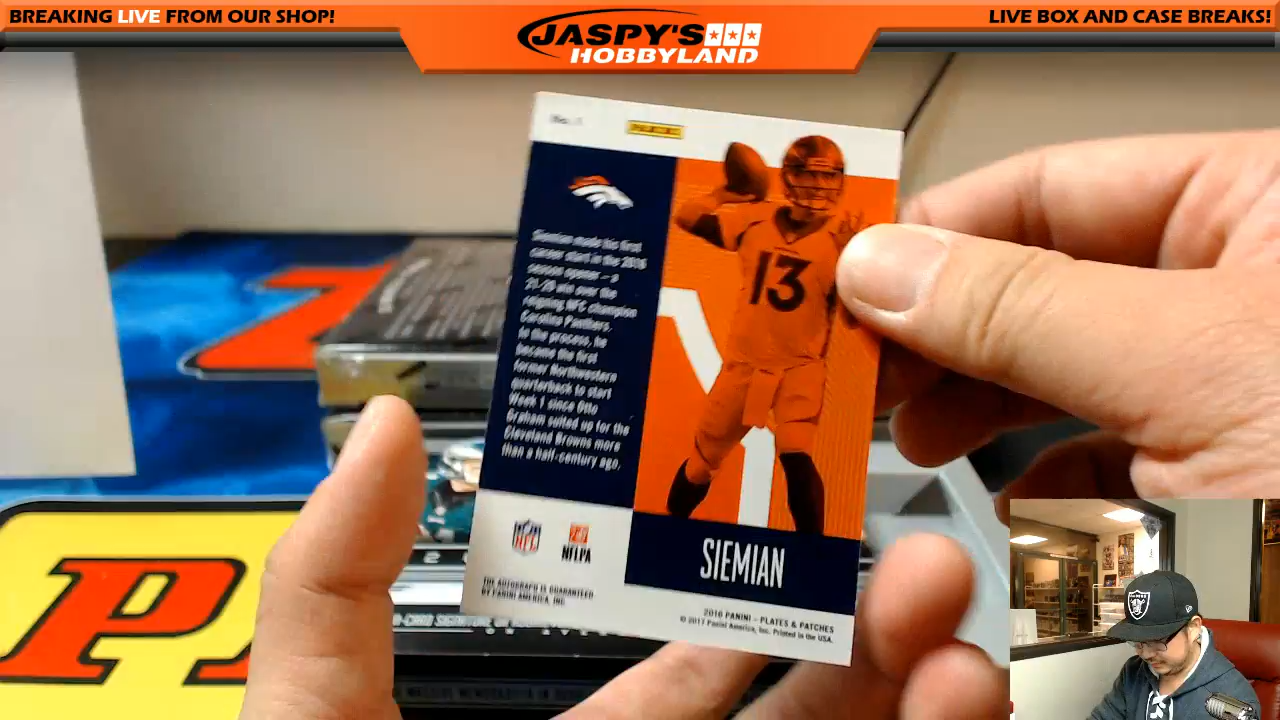 BREAKING LIVE FROM OUR SHOP!
JASPY'S
HOBBYLAND
LIVE BOX AND CASE BREAKS!
No. 1
PANINI
13
Siemian made his first
career start in the 2016
season opener – a
21-20 win over the
reigning NFC champion
Carolina Panthers.
In the process, he
became the first
former Northwestern
quarterback to start
Week 1 since Otto
Graham suited up for the
Cleveland Browns more
than a half-century ago.
NFL
NFLPA
SIEMIAN
THE AUTOGRAPH IS GUARANTEED
BY PANINI AMERICA, INC.
2016 PANINI – PLATES & PATCHES
© 2017 Panini America, Inc. Printed in the USA.
PA